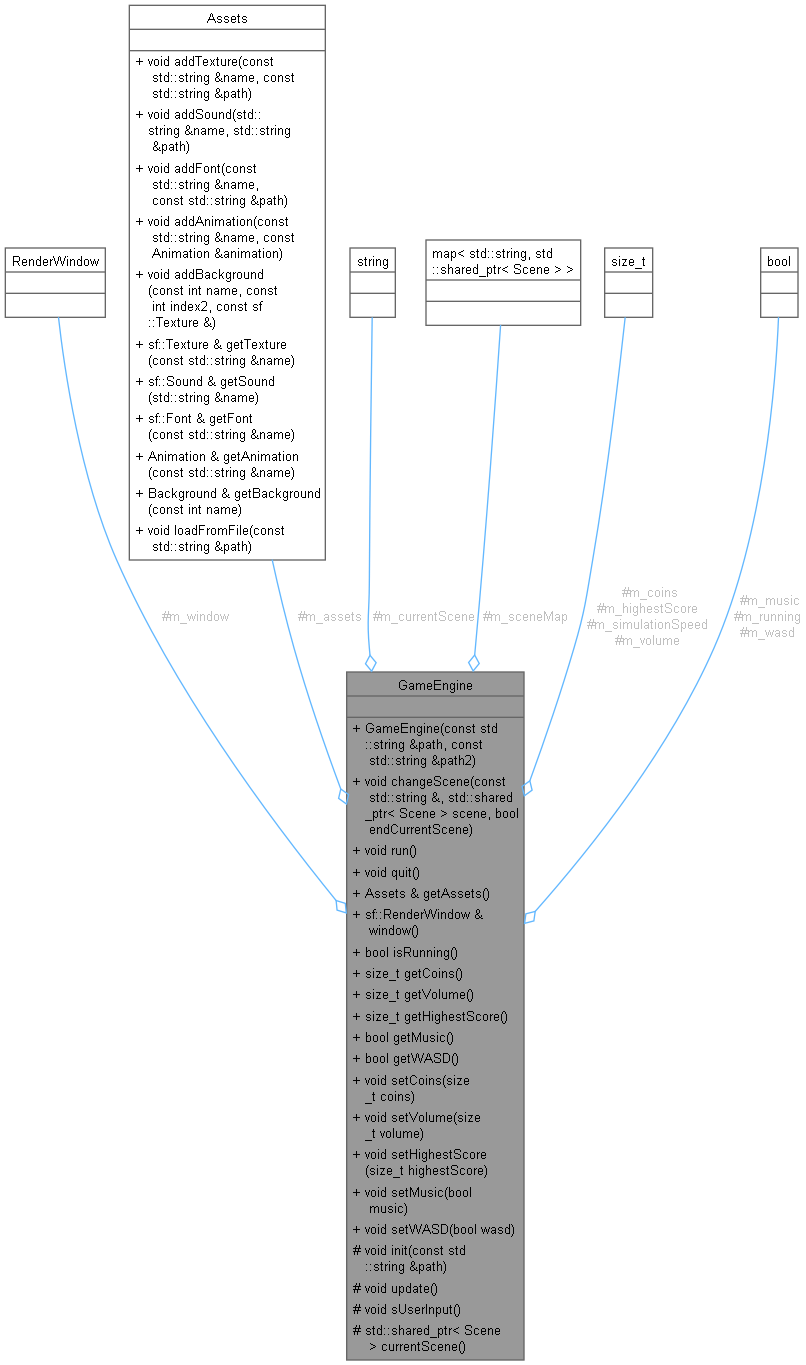 Assets
+ void addTexture(const
std::string &name, const
std::string &path)
+ void addSound(std::
string &name, std::string
&path)
+ void addFont(const
std::string &name,
const std::string &path)
+ void addAnimation(const
std::string &name, const
Animation &animation)
+ void addBackground
(const int name, const
int index2, const sf
::Texture &)
+ sf::Texture & getTexture
(const std::string &name)
+ sf::Sound & getSound
(std::string &name)
+ sf::Font & getFont
(const std::string &name)
+ Animation & getAnimation
(const std::string &name)
+ Background & getBackground
(const int name)
+ void loadFromFile(const
std::string &path)
RenderWindow
string
map< std::string, std
::shared_ptr< Scene > >
size_t
bool
#m_window
#m_assets
#m_currentScene
#m_sceneMap
#m_coins
#m_highestScore
#m_simulationSpeed
#m_volume
#m_music
#m_running
#m_wasd
GameEngine
+ GameEngine(const std
::string &path, const
std::string &path2)
+ void changeScene(const
std::string &, std::shared
_ptr< Scene > scene, bool
endCurrentScene)
+ void run()
+ void quit()
+ Assets & getAssets()
+ sf::RenderWindow &
window()
+ bool isRunning()
+ size_t getCoins()
+ size_t getVolume()
+ size_t getHighestScore()
+ bool getMusic()
+ bool getWASD()
+ void setCoins(size
_t coins)
+ void setVolume(size
_t volume)
+ void setHighestScore
(size_t highestScore)
+ void setMusic(bool
music)
+ void setWASD(bool wasd)
# void init(const std
::string &path)
# void update()
# void sUserInput()
# std::shared_ptr< Scene
> currentScene()